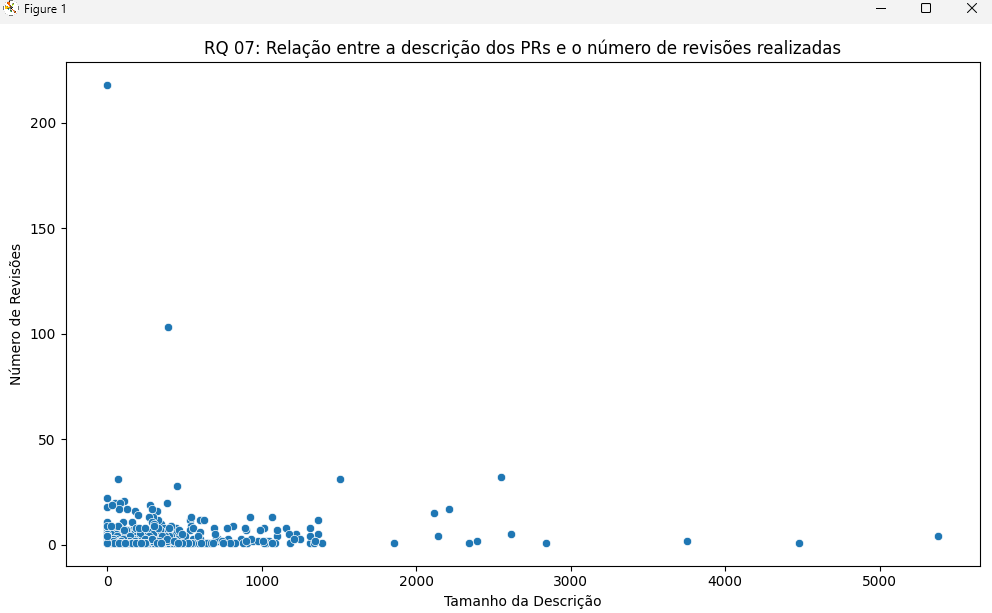 Figure 1
RQ 07: Relação entre a descrição dos PRs e o número de revisões realizadas
200
150
100
50
0
Número de Revisões
0 1000 2000 3000 4000 5000
Tamanho da Descrição